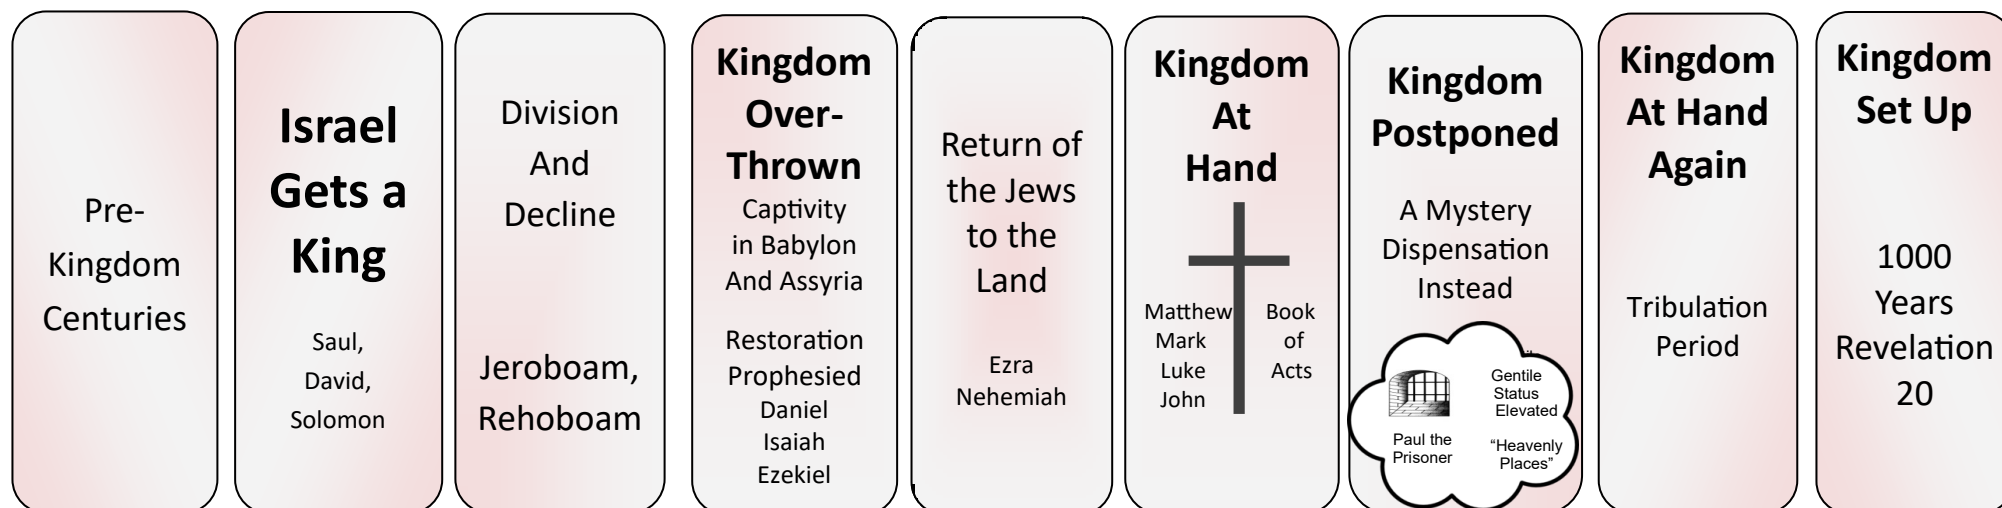 Pre-
Kingdom
Centuries
Israel
Gets a
King
Saul,
David,
Solomon
Division
And
Decline
Jeroboam,
Rehoboam
Kingdom
Over-
Thrown
Captivity
in Babylon
And Assyria
Restoration
Prophesied
Daniel
Isaiah
Ezekiel
Return of
the Jews
to the
Land
Ezra
Nehemiah
Kingdom
At
Hand
Matthew
Mark
Luke
John
Book
of
Acts
Kingdom
Postponed
A Mystery
Dispensation
Instead
Paul the
Prisoner
Gentile
Status
Elevated
“Heavenly
Places”
Kingdom
At Hand
Again
Tribulation
Period
Kingdom
Set Up
1000
Years
Revelation
20